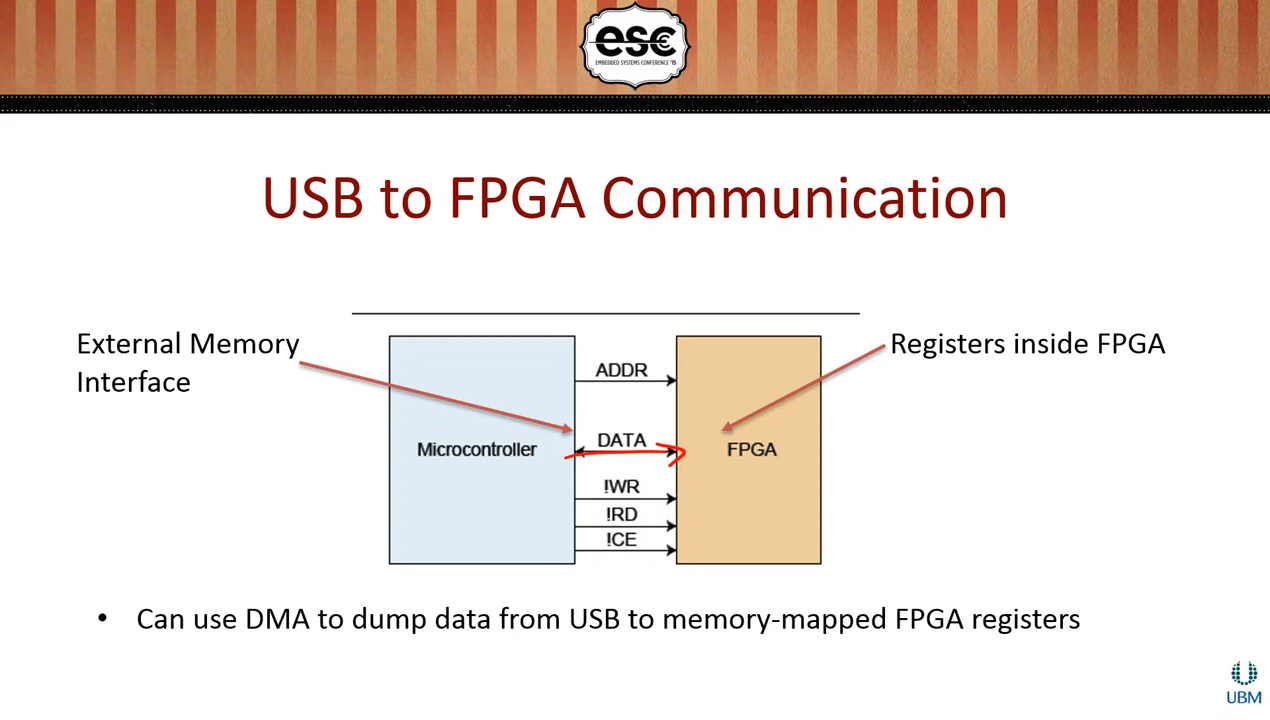 esc
EMBEDDED SYSTEMS CONFERENCE '15
USB to FPGA Communication
External Memory
Interface
Registers inside FPGA
ADDR
DATA
Microcontroller
FPGA
!WR
!RD
!CE
• Can use DMA to dump data from USB to memory-mapped FPGA registers
UBM